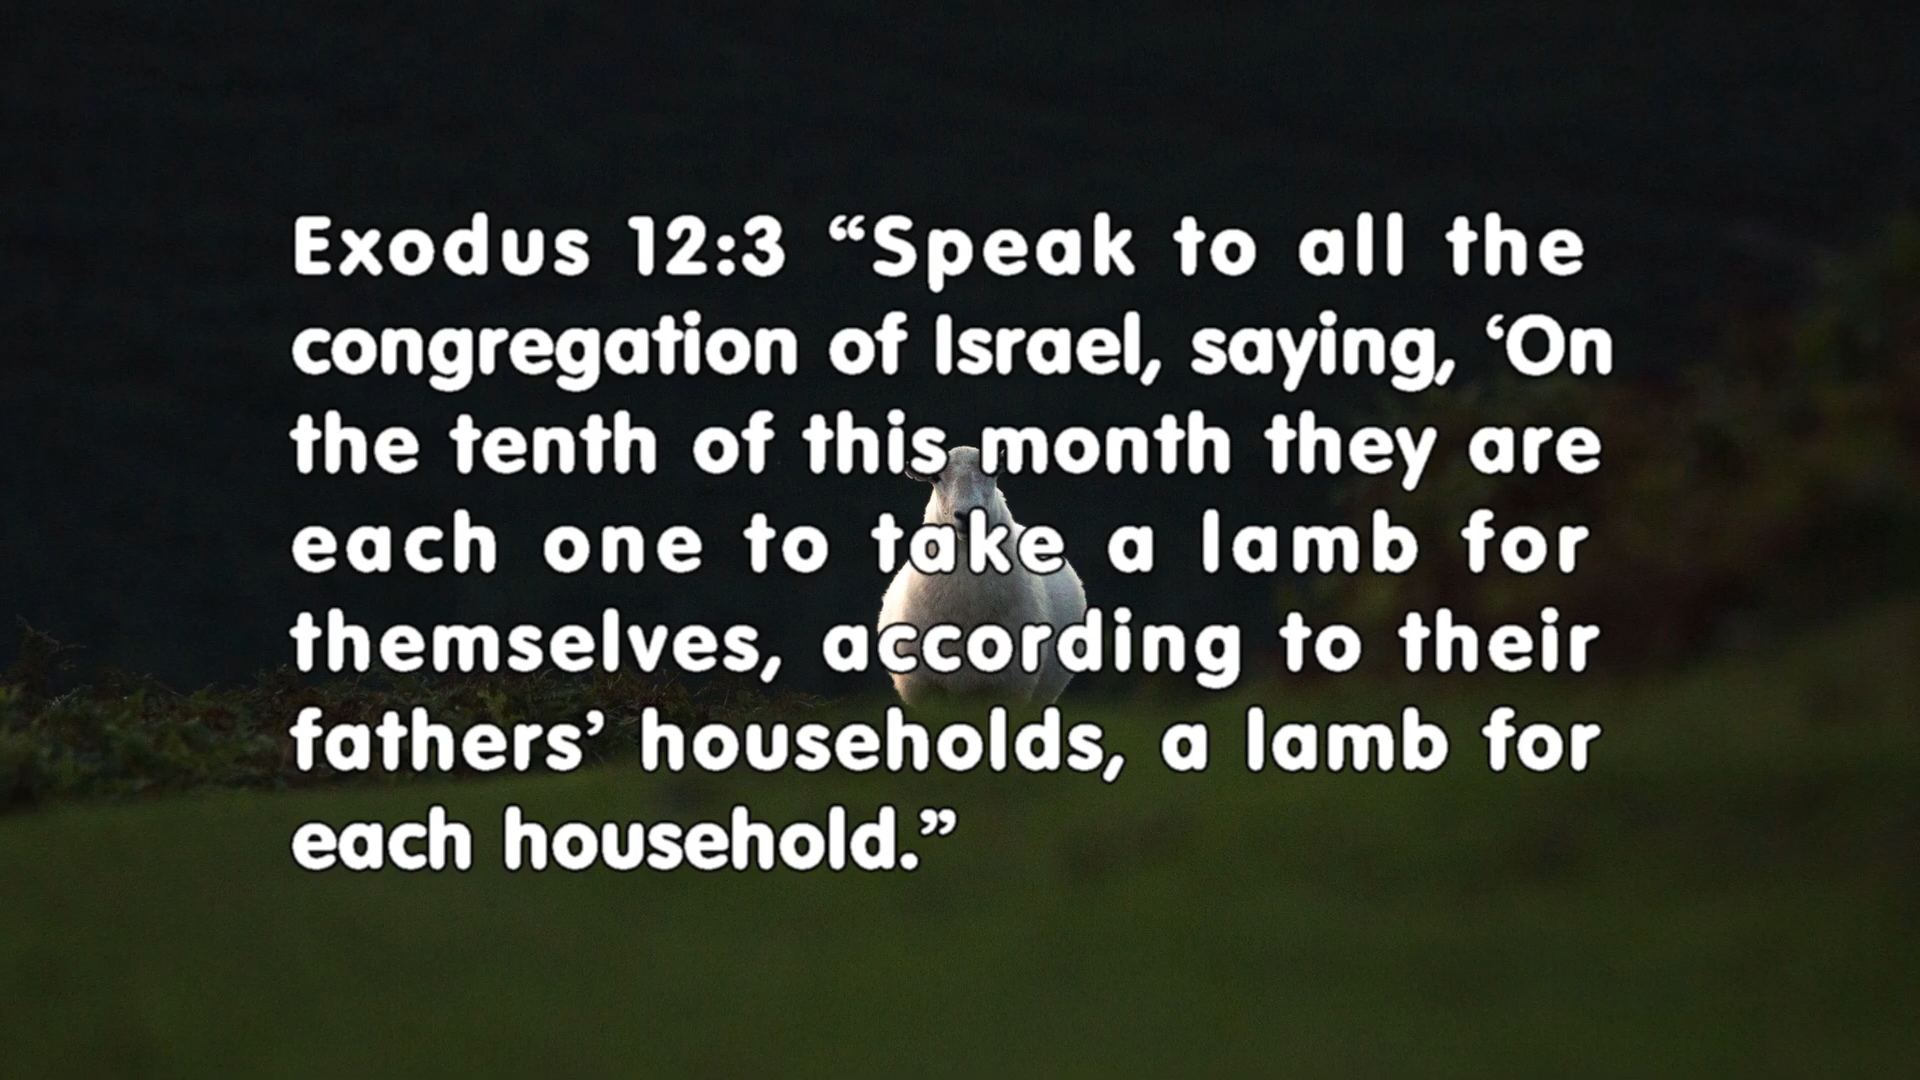 Exodus 12:3 “Speak to all the
congregation of Israel, saying, ‘On
the tenth of this month they are
each one to take a lamb for
themselves, according to their
fathers’ households, a lamb for
each household.”